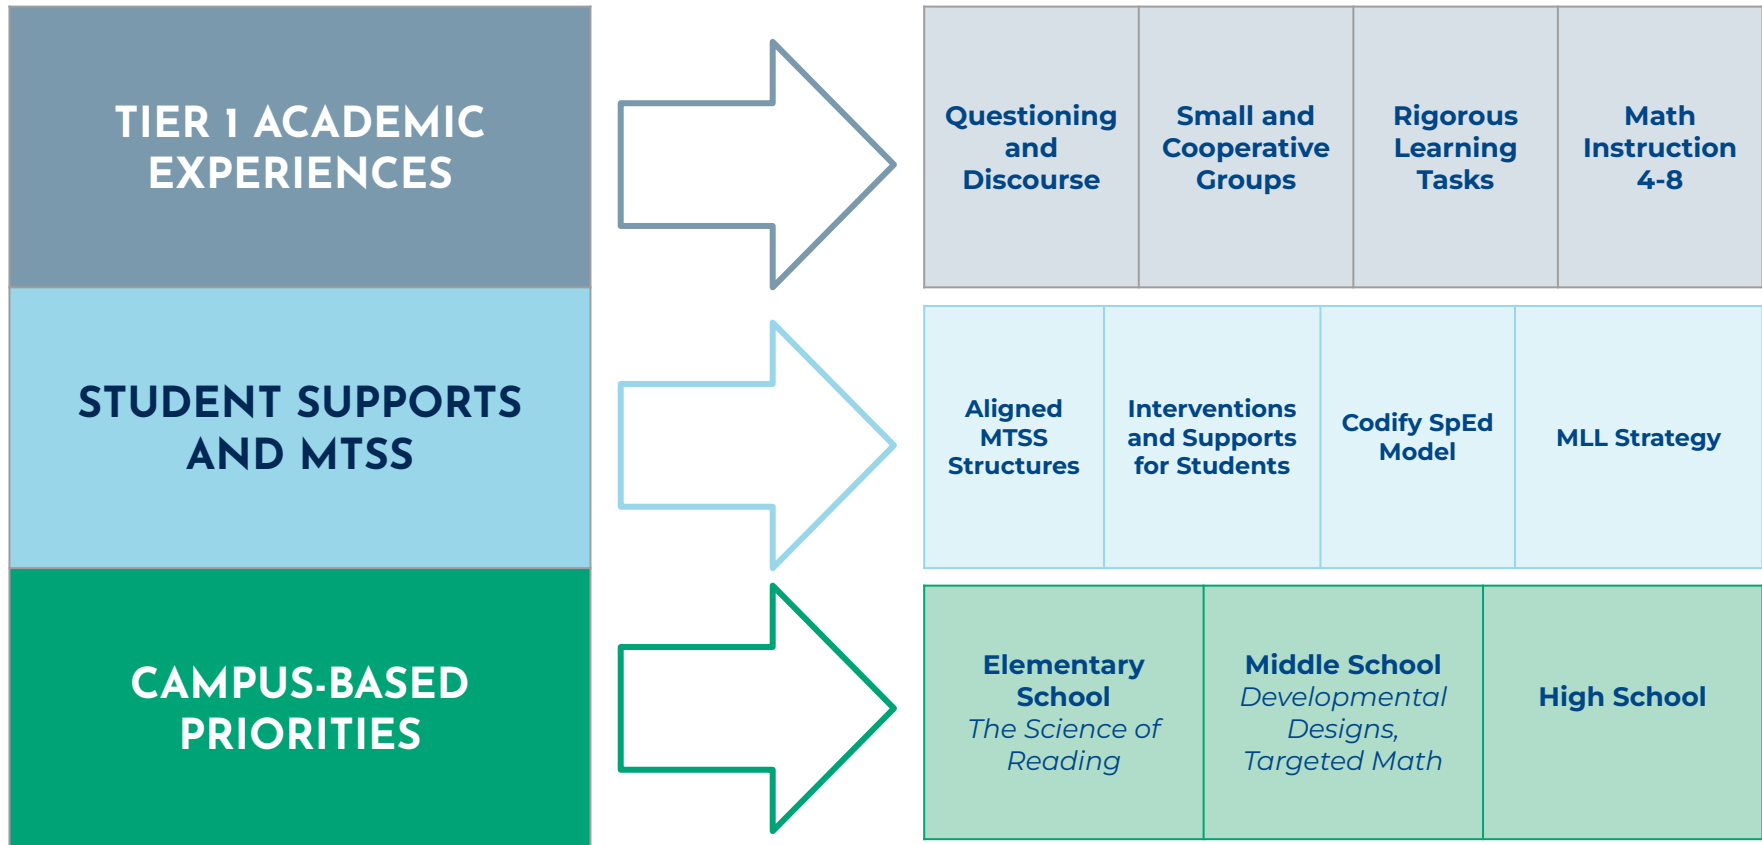 TIER 1 ACADEMIC
EXPERIENCES
Questioning
and
Discourse
Small and
Cooperative
Groups
Rigorous
Learning
Tasks
Math
Instruction
4-8
STUDENT SUPPORTS
AND MTSS
Aligned
MTSS
Structures
Interventions
and Supports
for Students
Codify SpEd
Model
MLL Strategy
CAMPUS-BASED
PRIORITIES
Elementary
School
The Science of
Reading
Middle School
Developmental
Designs,
Targeted Math
High School